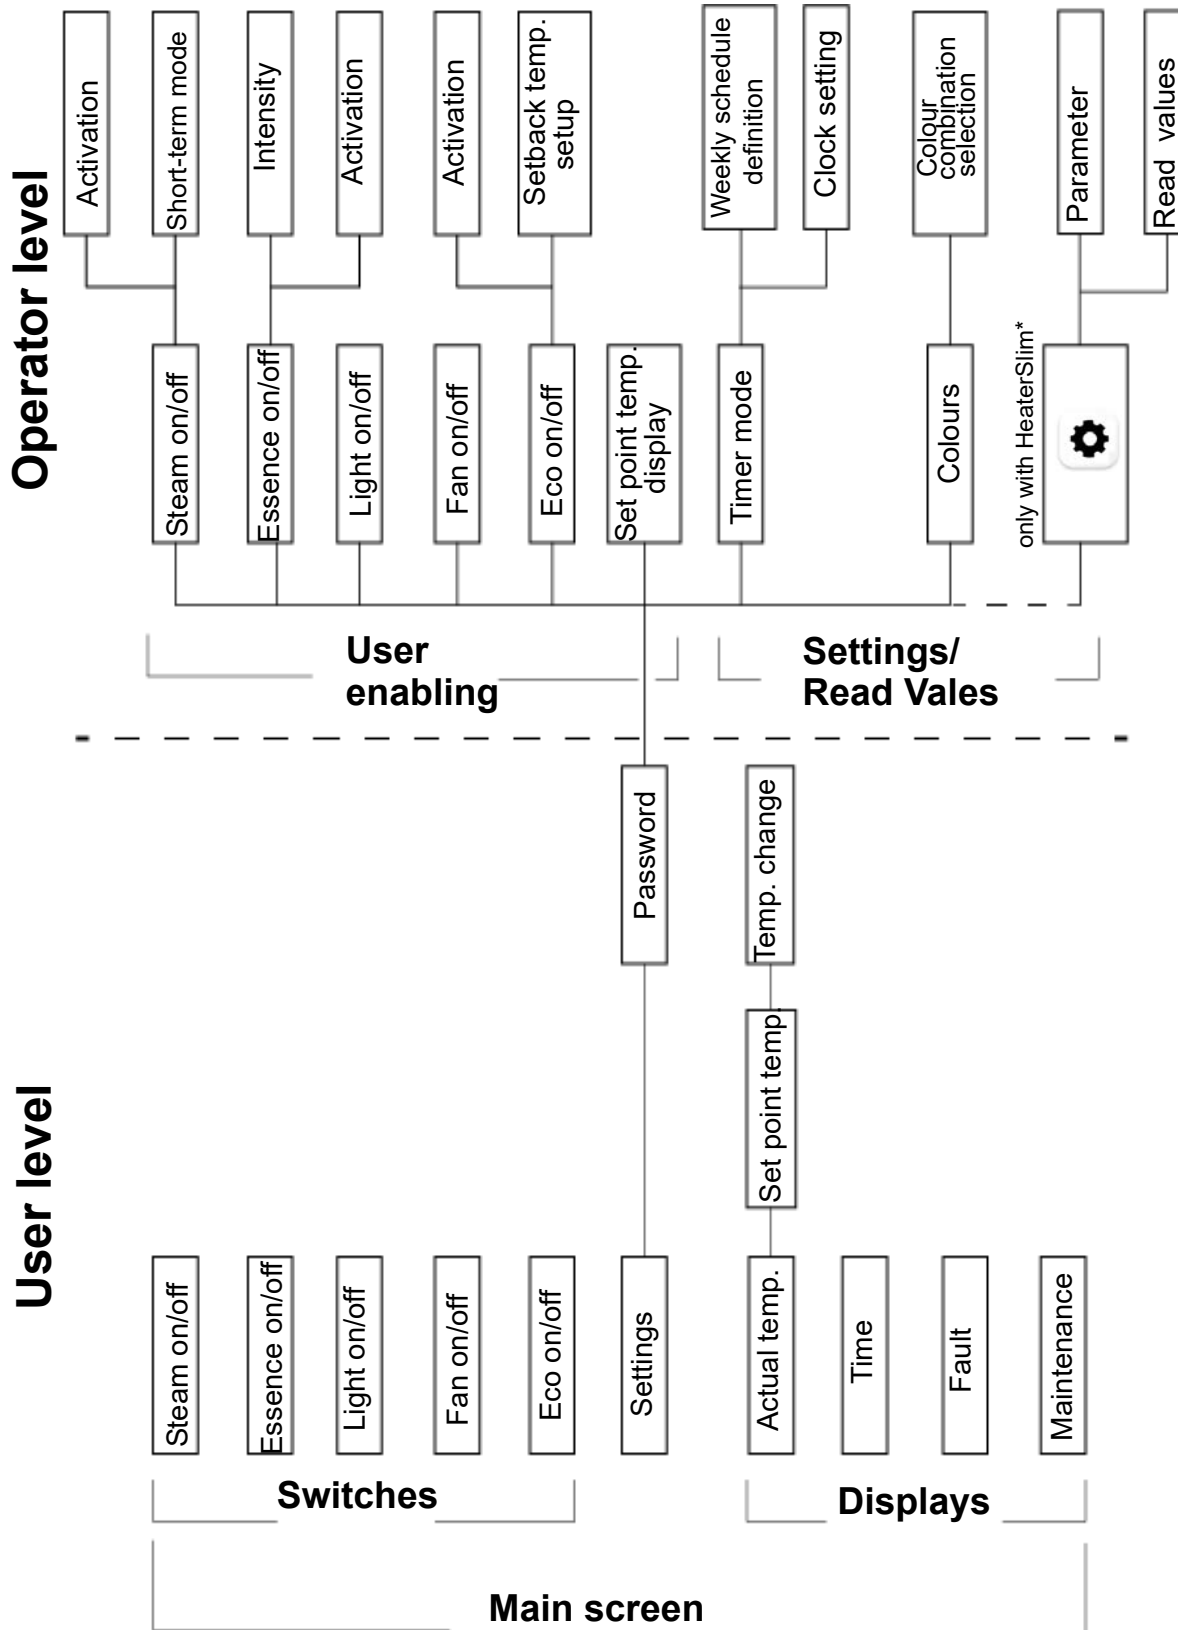 Operator level
Activation
Short-term mode
Intensity
Activation
Activation
Setback temp.
setup
Weekly schedule
definition
Clock setting
Colour
combination
selection
Parameter
Read values
Steam on/off
Essence on/off
Light on/off
Fan on/off
Eco on/off
Set point temp.
display
Timer mode
Colours
only with HeaterSlim*
User
enabling
Settings/
Read Vales
User level
Password
Temp. change
Set point temp.
Steam on/off
Essence on/off
Light on/off
Fan on/off
Eco on/off
Settings
Actual temp.
Time
Fault
Maintenance
Switches
Displays
Main screen